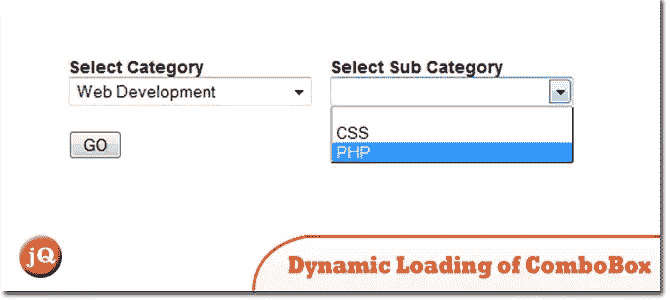 Select Category
Select Sub Category
Web Development
CSS
PHP
GO
jQ
Dynamic Loading of ComboBox